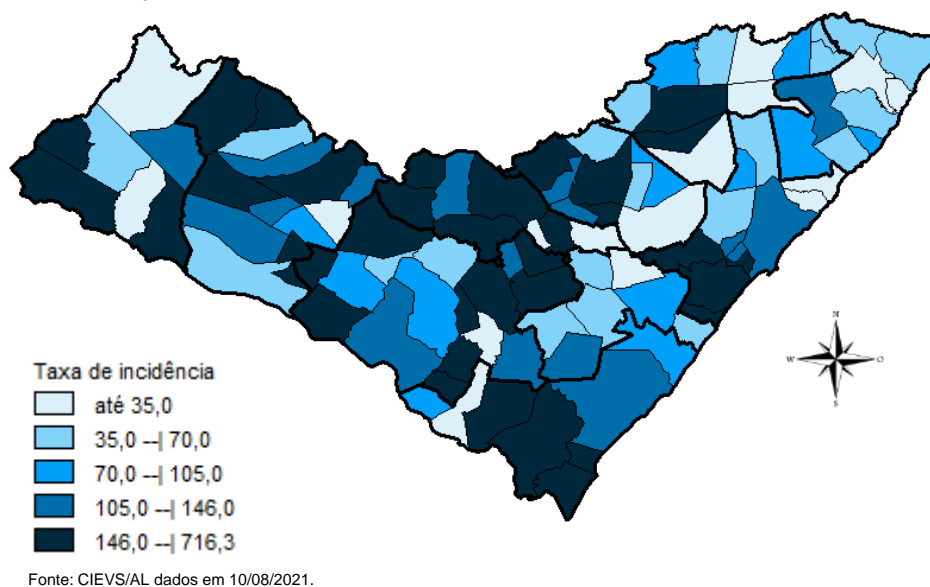 N
W
O
S
Taxa de incidência
até 35,0
35,0 --| 70,0
70,0 --| 105,0
105,0 --| 146,0
146,0 --| 716,3
Fonte: CIEVS/AL dados em 10/08/2021.